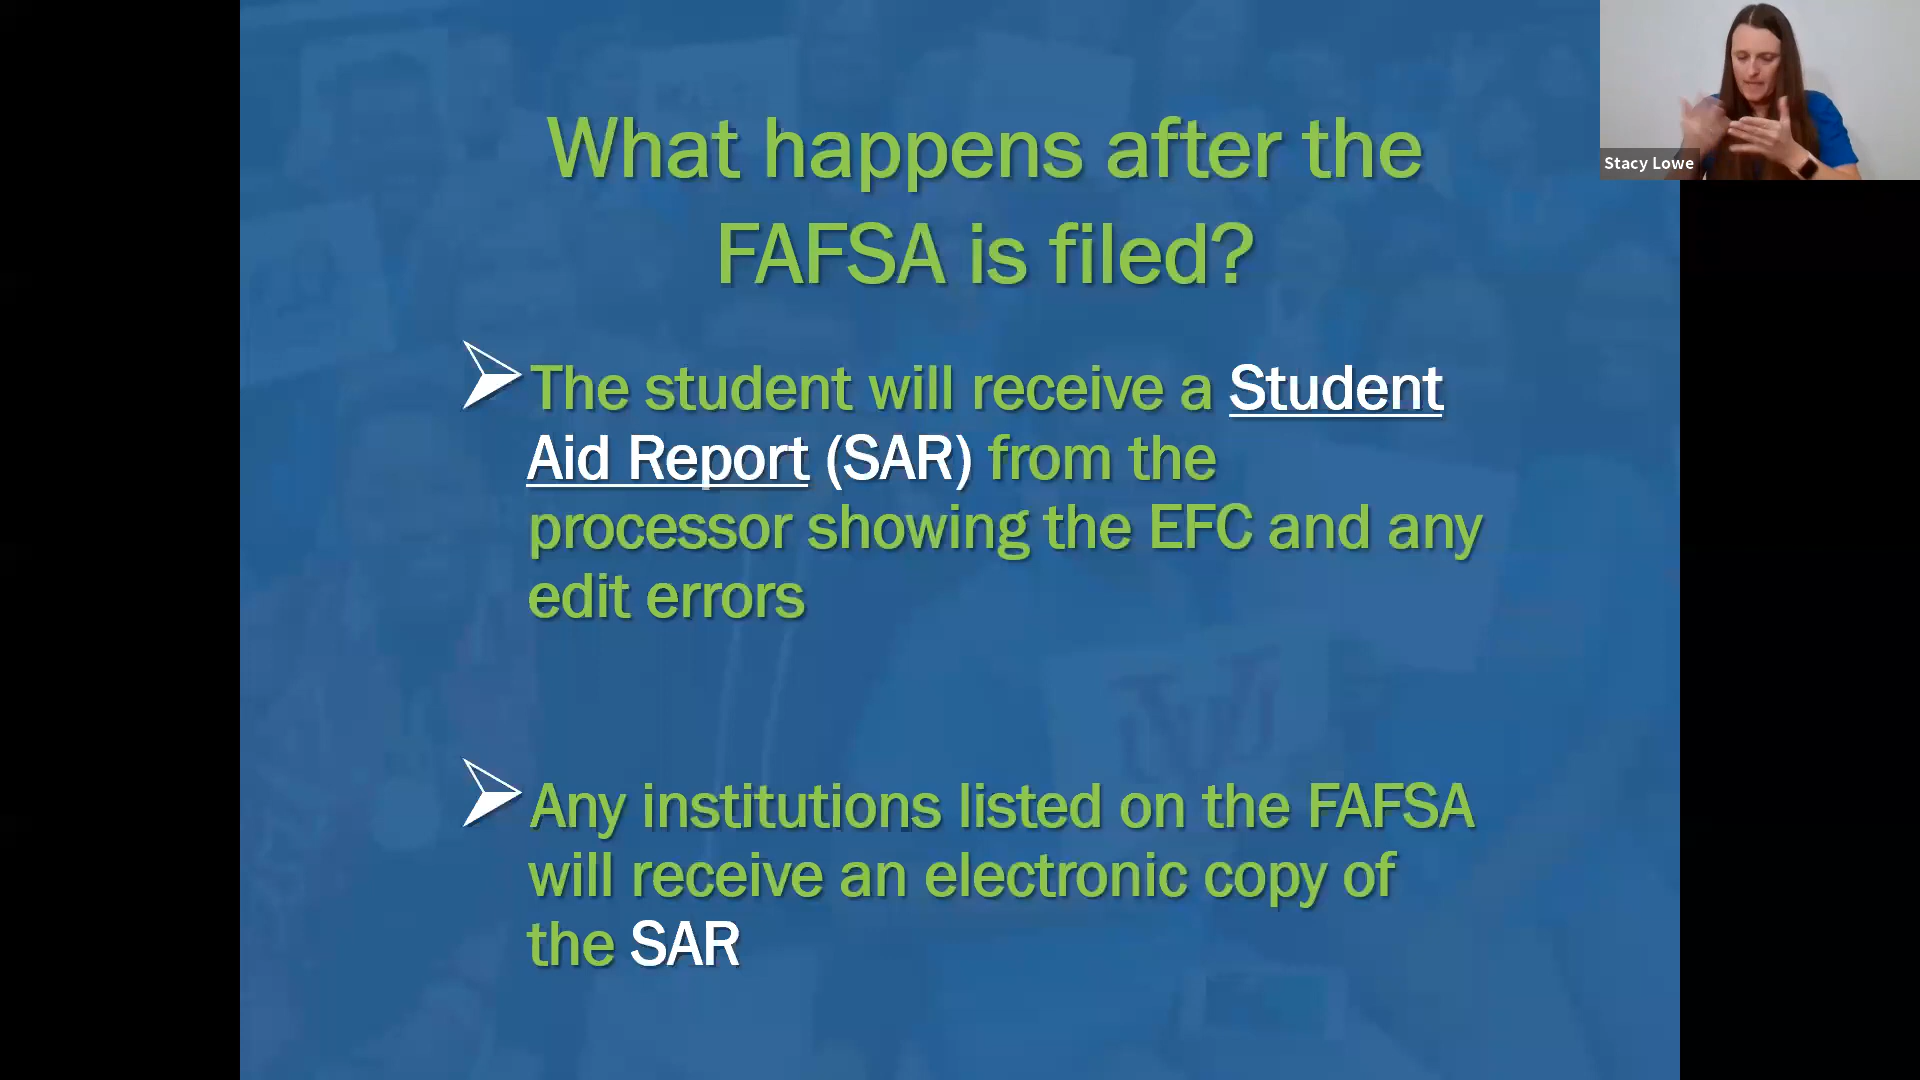 What happens after the
FAFSA is filed?
The student will receive a Student
Aid Report (SAR) from the
processor showing the EFC and any
edit errors
Any institutions listed on the FAFSA
will receive an electronic copy of
the SAR
Stacy Lowe